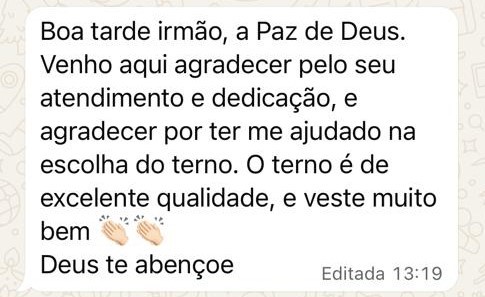 Boa tarde irmão, a Paz de Deus.
Venho aqui agradecer pelo seu
atendimento e dedicação, e
agradecer por ter me ajudado na
escolha do terno. O terno é de
excelente qualidade, e veste muito
bem 👏🏻👏🏻
Deus te abençoe
Editada 13:19